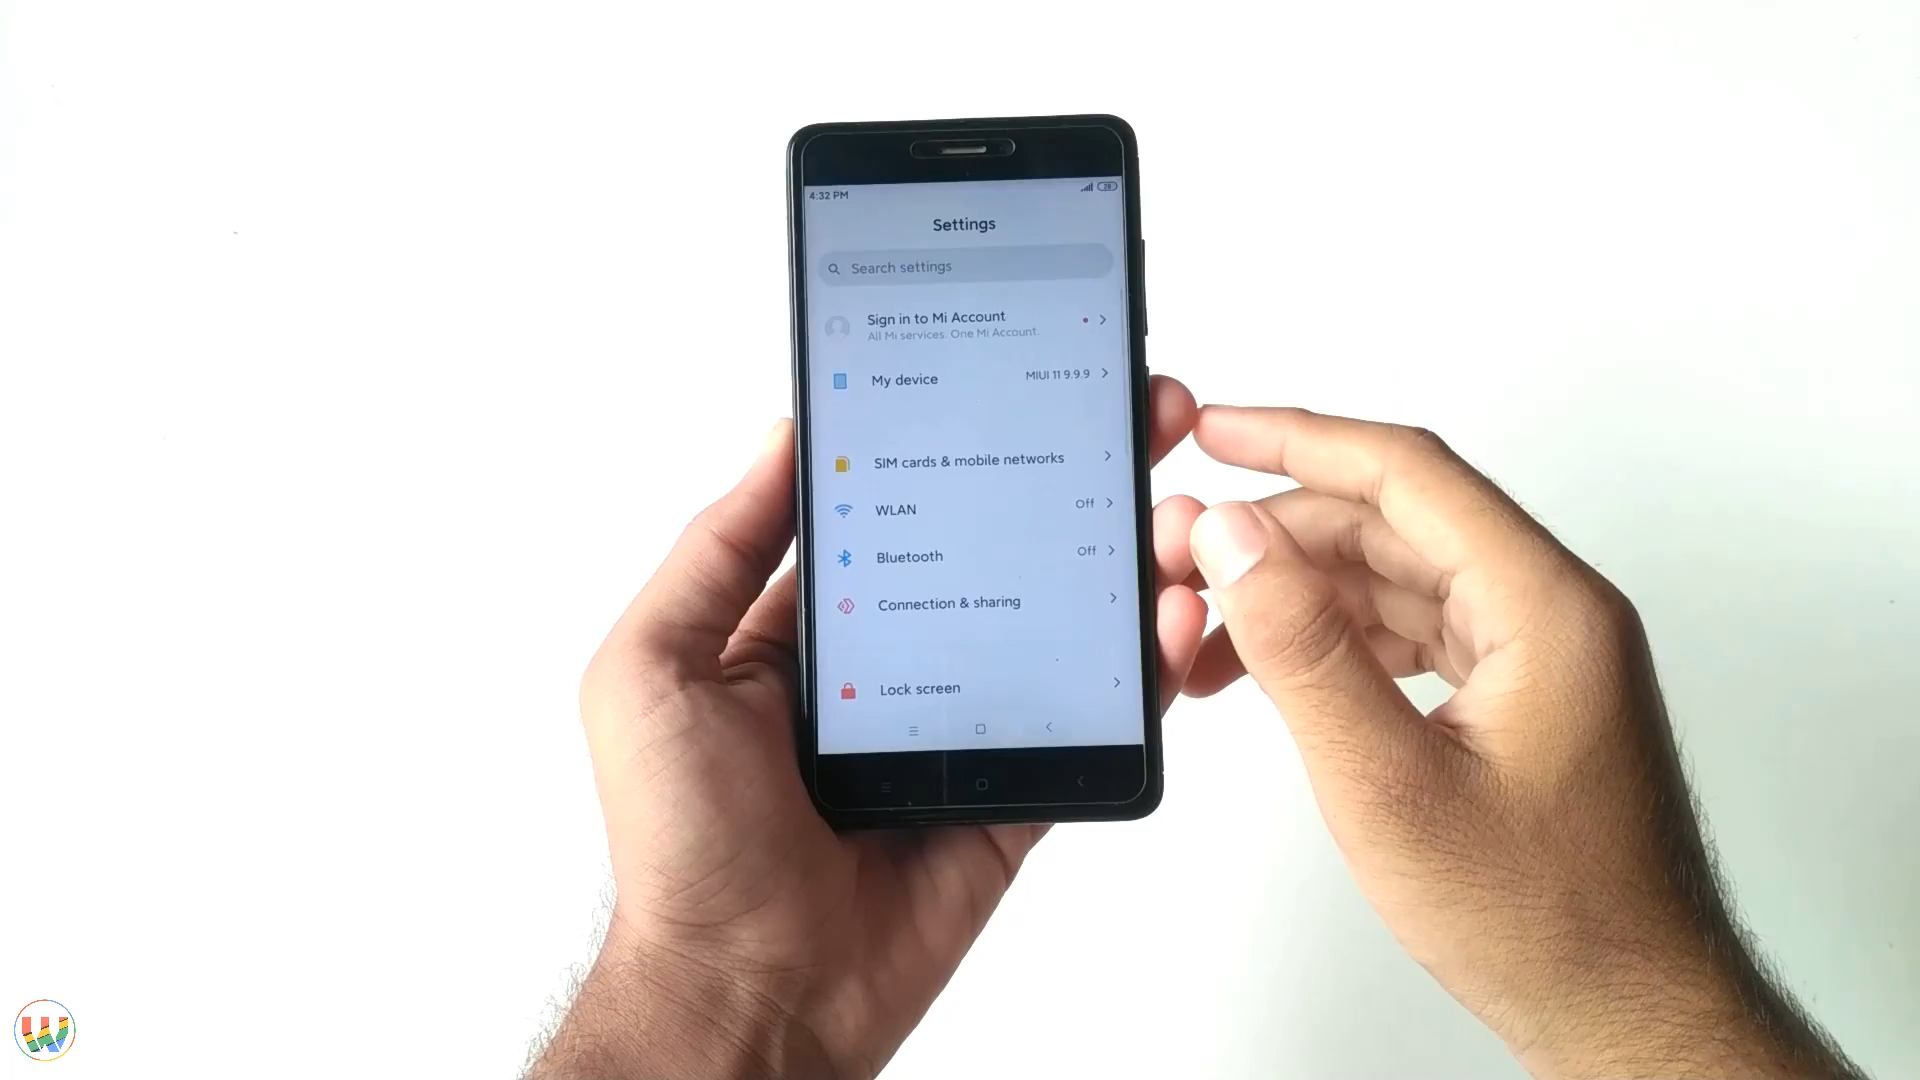 4:32 PM
28
Settings
Search settings
Sign in to Mi Account
All Mi services. One Mi Account.
My device MIUI 11 9.9.9
SIM cards & mobile networks
WLAN Off
Bluetooth Off
Connection & sharing
Lock screen
W